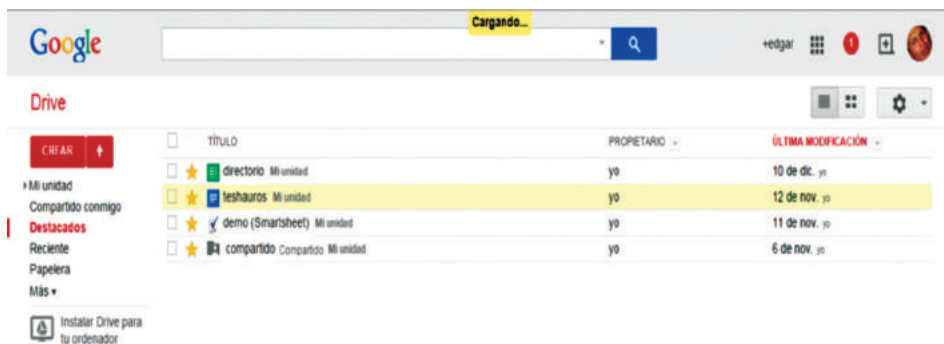 Cargando...
Google
+edgar 1
Drive
CREAR
TÍTULO PROPIETARIO ÚLTIMA MODIFICACIÓN
directorio Mi unidad yo 10 de dic. yo
teshauros Mi unidad yo 12 de nov. yo
demo (Smartsheet) Mi unidad yo 11 de nov. yo
compartido Compartido Mi unidad yo 6 de nov. yo
Mi unidad
Compartido conmigo
Destacados
Reciente
Papelera
Más
Instalar Drive para
tu ordenador